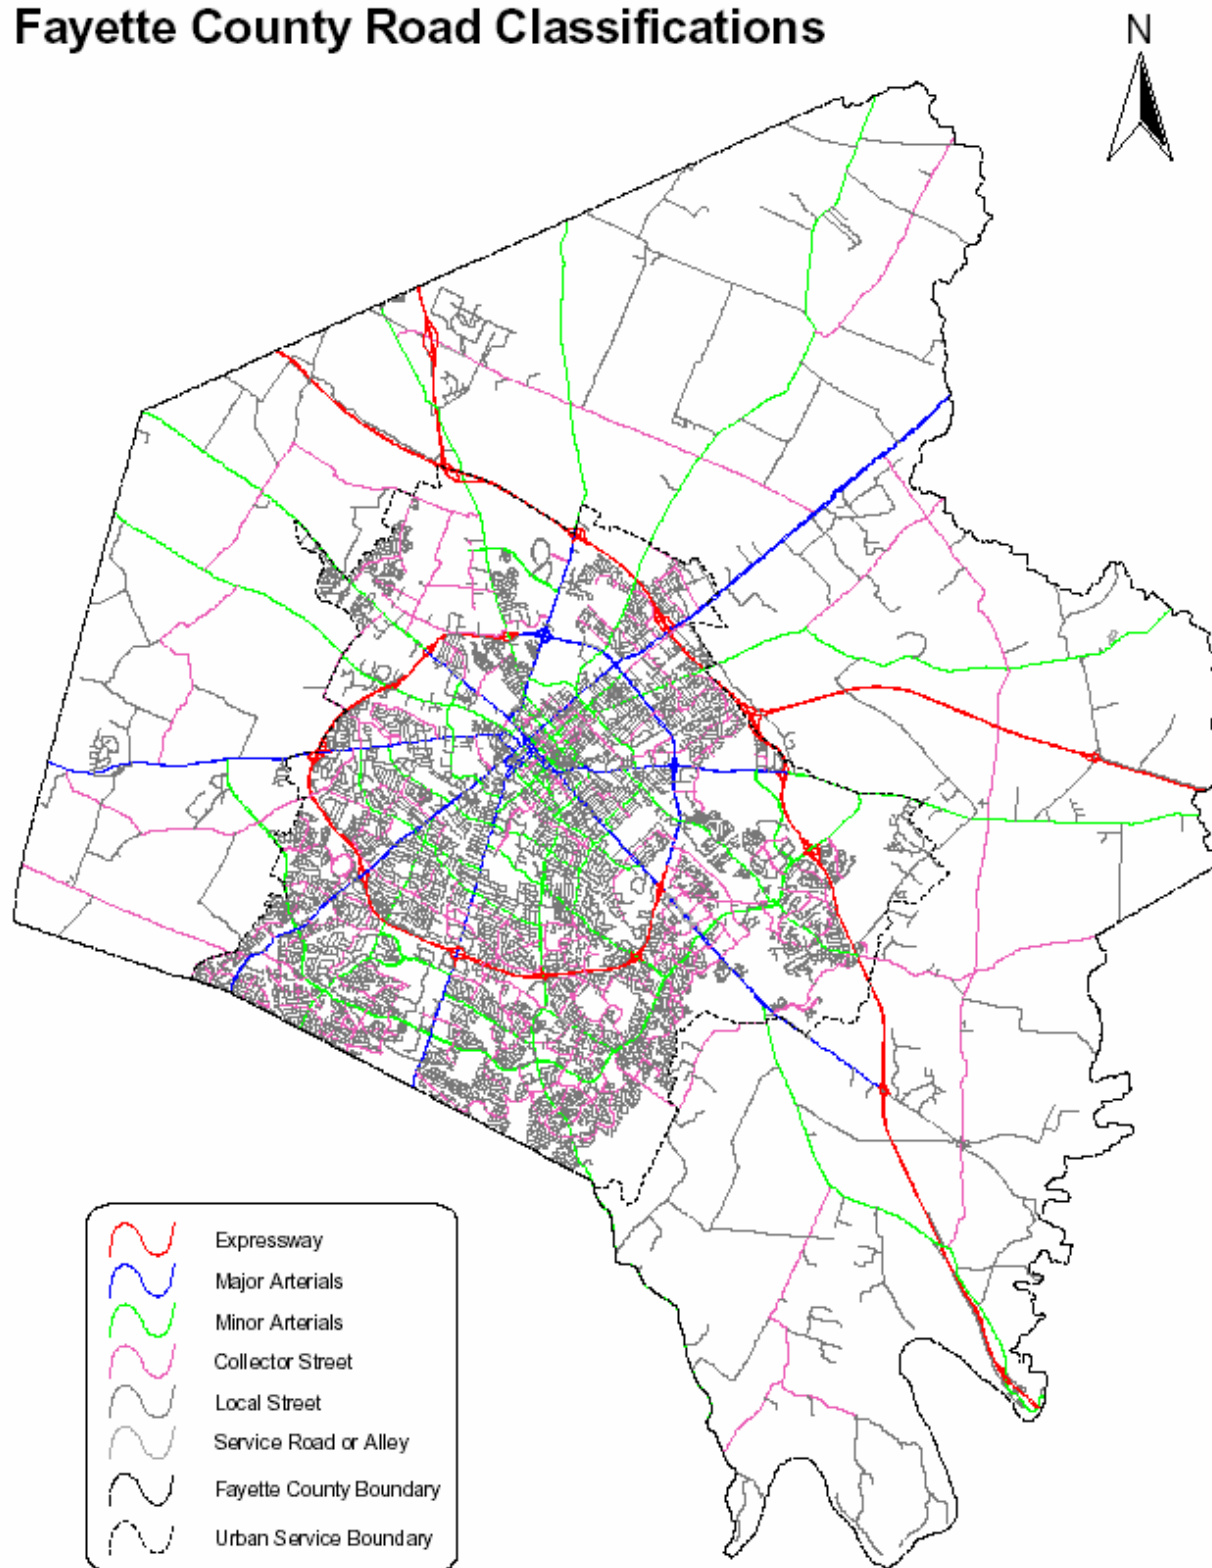 Fayette County Road Classifications
N
Expressway
Major Arterials
Minor Arterials
Collector Street
Local Street
Service Road or Alley
Fayette County Boundary
Urban Service Boundary